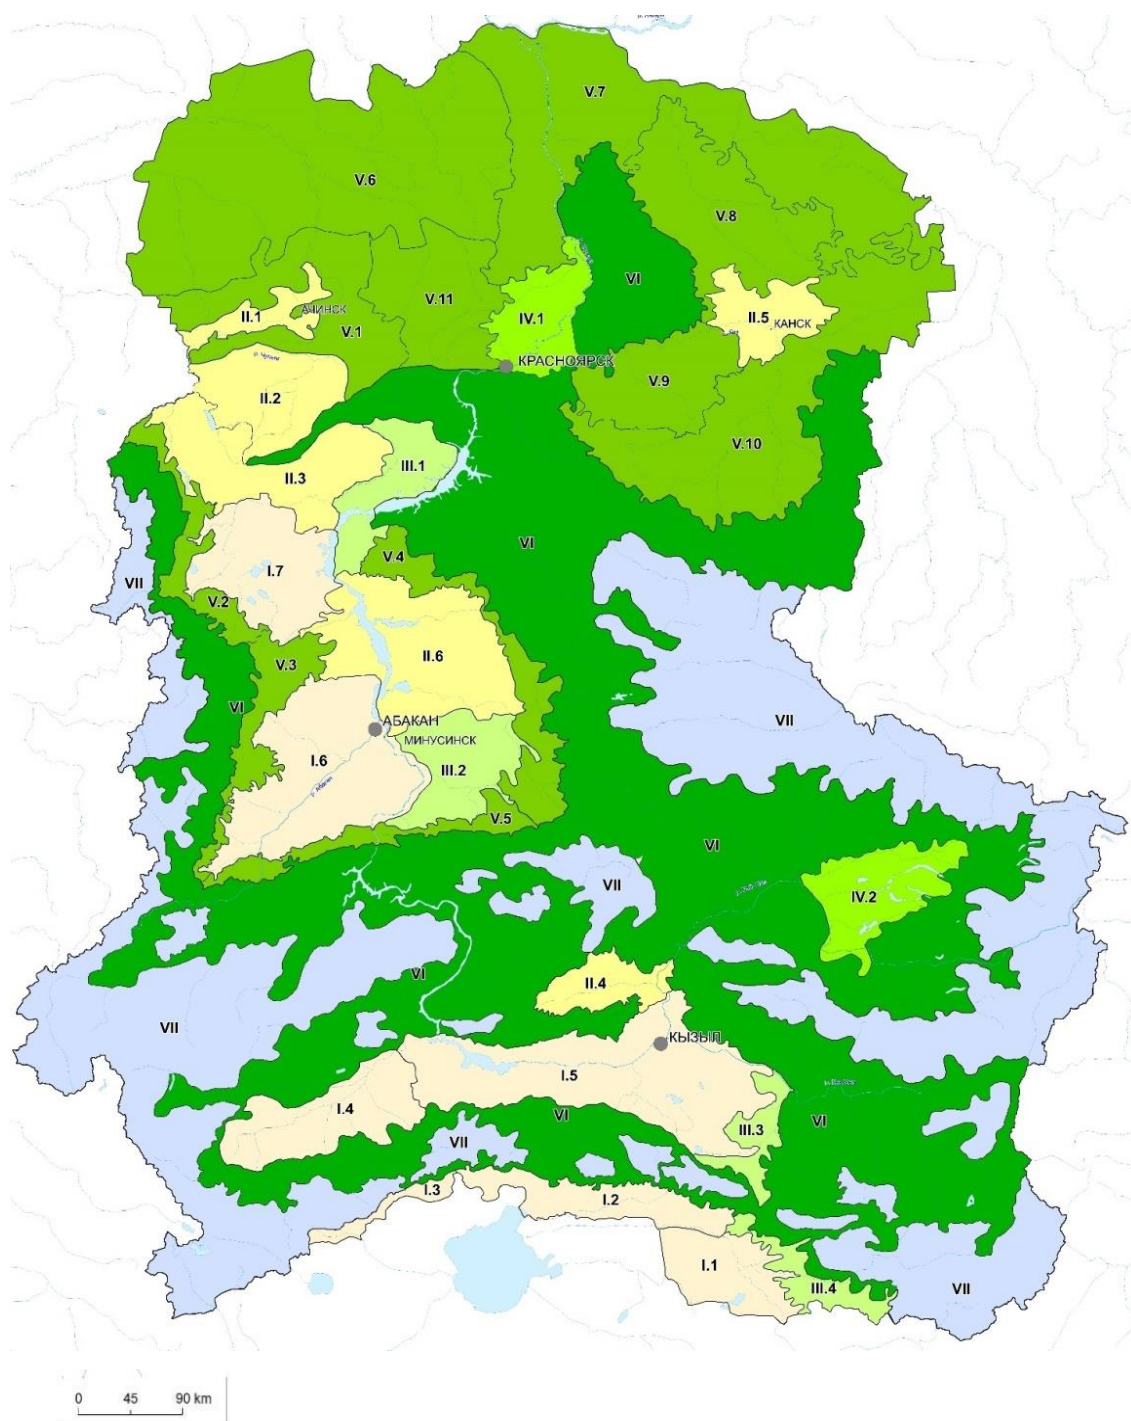 V.7
V.6
V.8
VI
V.11
II.1
АЧИНСК
V.1
IV.1
II.5
КАНСК
КРАСНОЯРСК
р. Чулым
V.9
II.2
V.10
III.1
II.3
VI
V.4
I.7
VII
V.2
II.6
V.3
VI
АБАКАН
VII
МИНУСИНСК
I.6
III.2
р. Абакан
V.5
VI
VII
IV.2
VI
II.4
VII
КЫЗЫЛ
I.5
I.4
VI
VI
III.3
VII
I.3
I.2
I.1
III.4
VII
0 45 90 km